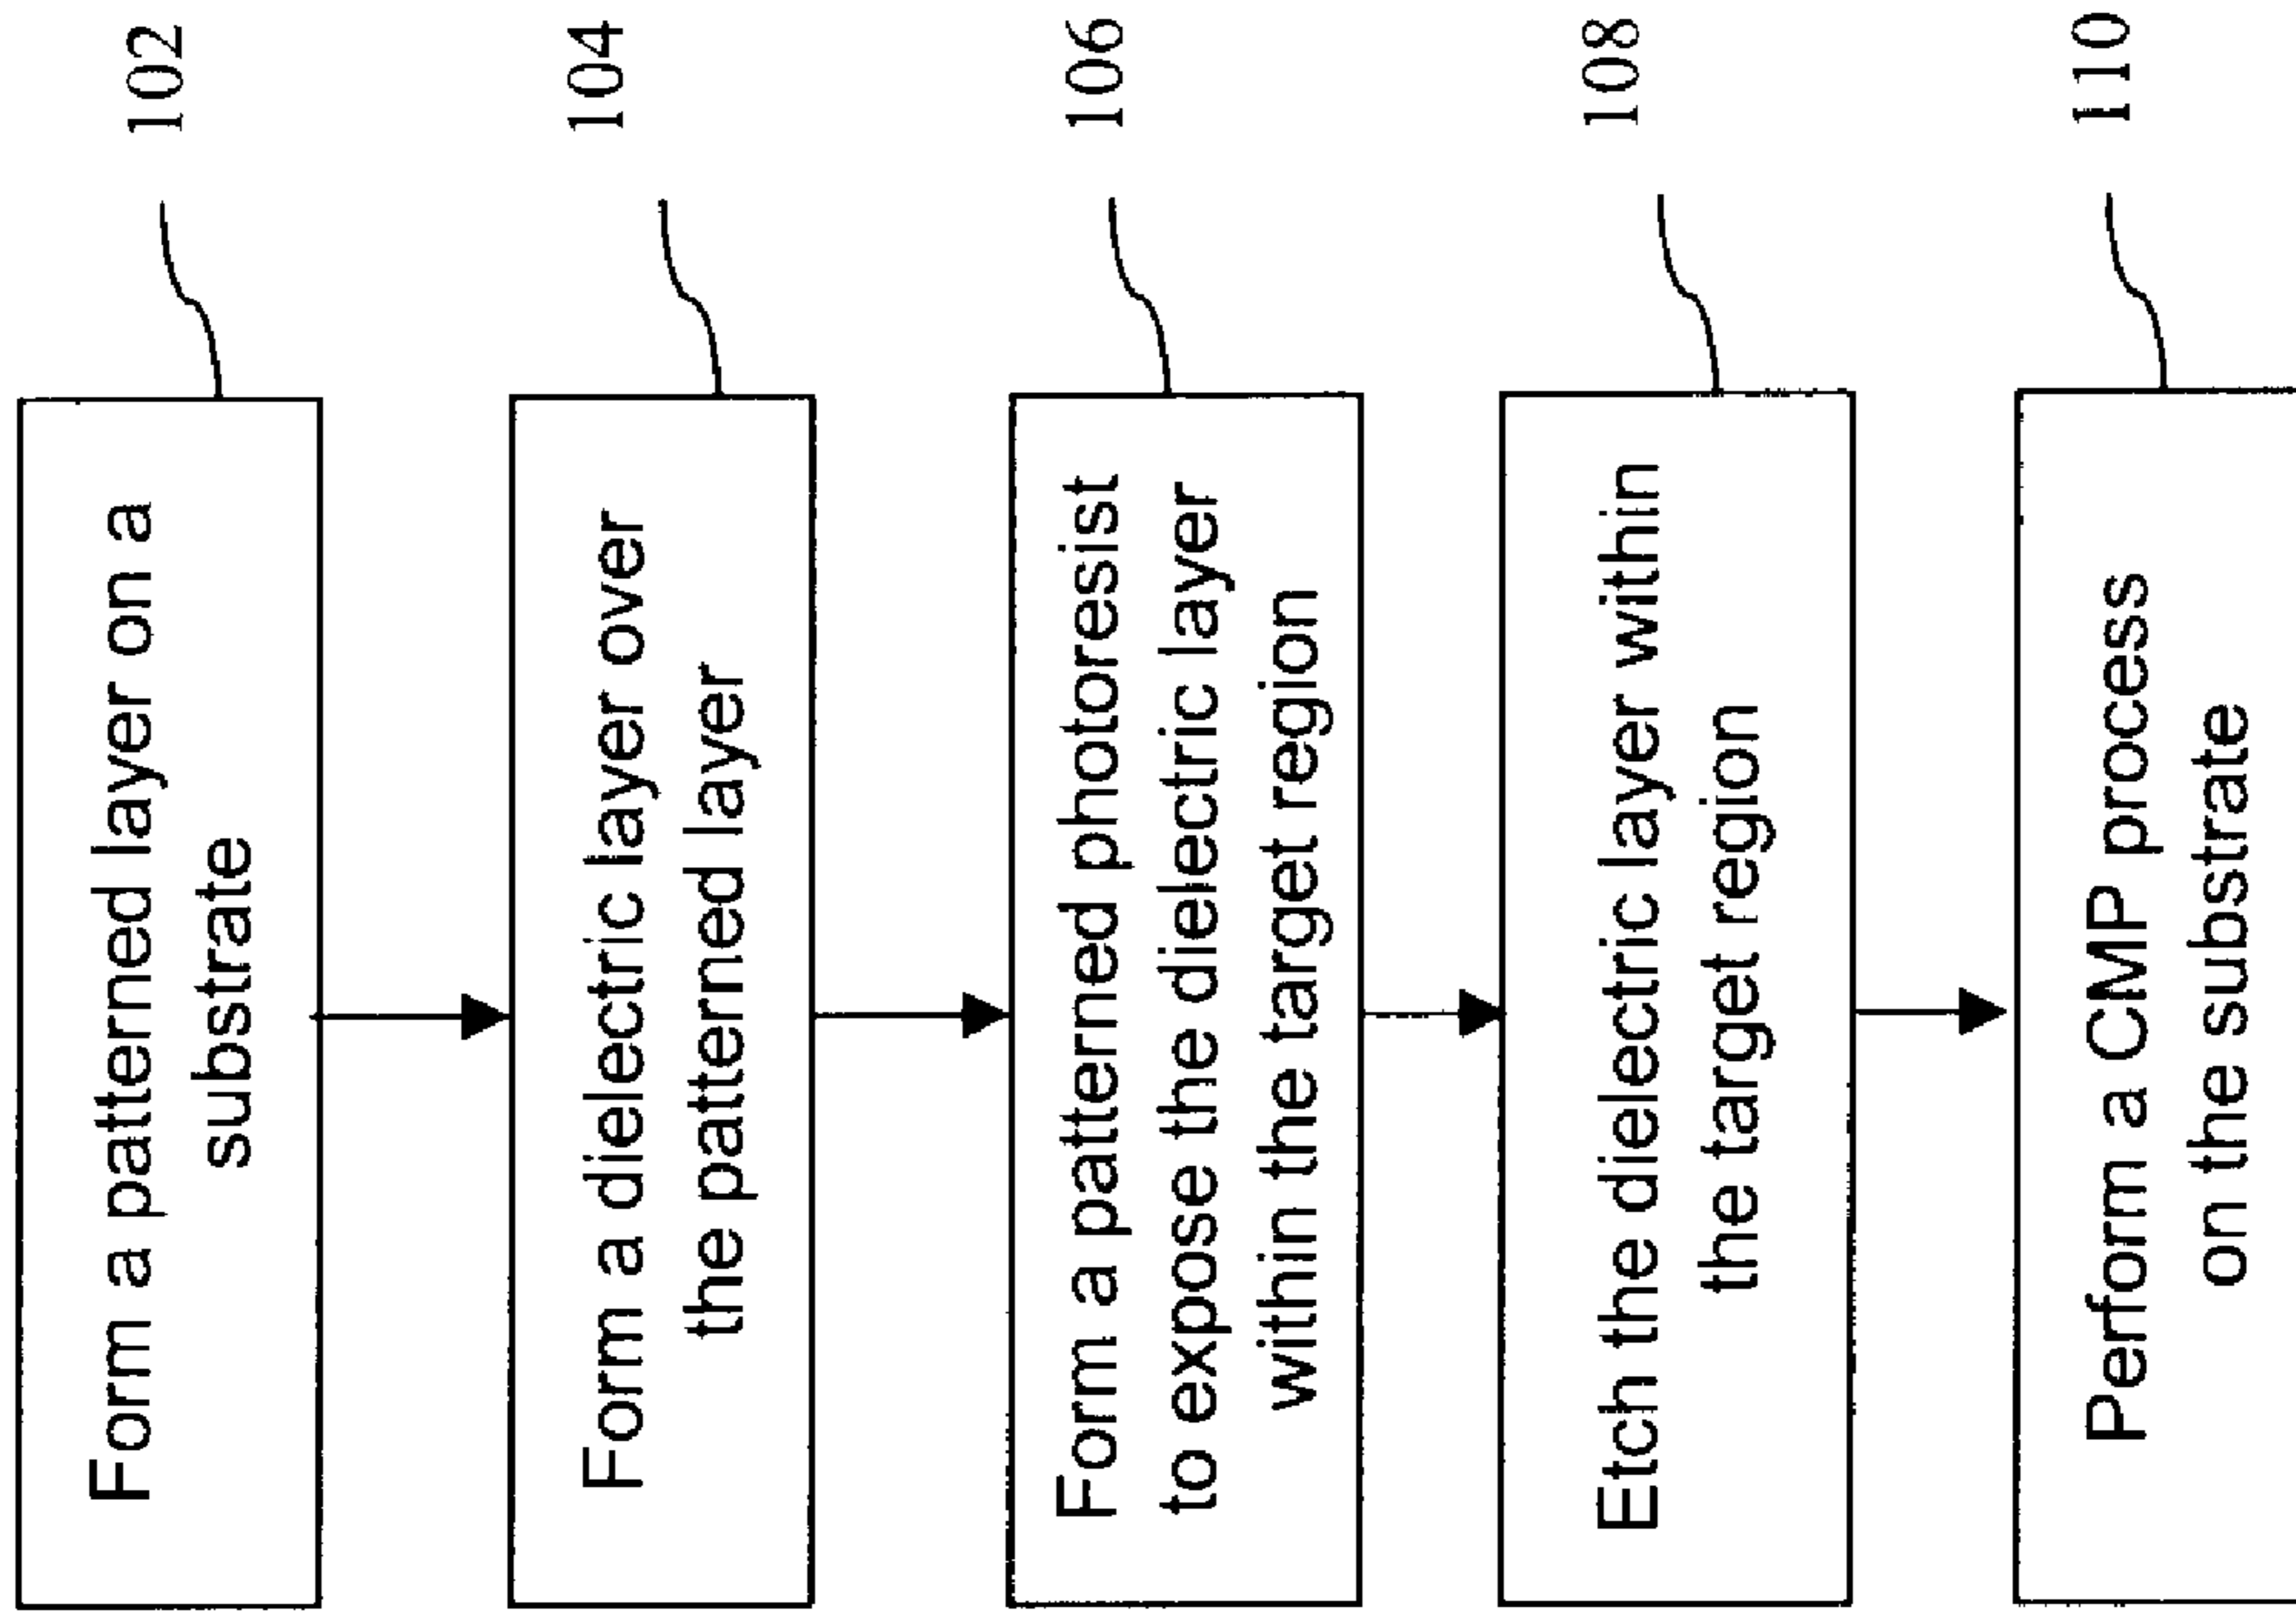 Form a patterned layer on a
substrate
102
Form a dielectric layer over
the patterned layer
104
Form a patterned photoresist
to expose the dielectric layer
within the target region
106
Etch the dielectric layer within
the target region
108
Perform a CMP process
on the substrate
110